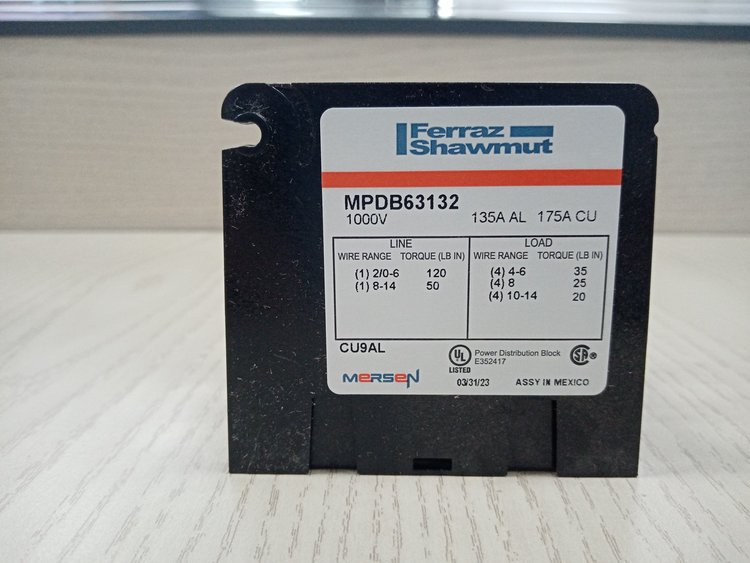 Ferraz
Shawmut
MPDB63132
1000V 135A AL 175A CU
LINE LOAD
WIRE RANGE TORQUE (LB IN) WIRE RANGE TORQUE (LB IN)
(1) 2/0-6 120 (4) 4-6 35
(1) 8-14 50 (4) 8 25
(4) 10-14 20
CU9AL
UL
LISTED
Power Distribution Block
E352417
SA
MERSEN
03/31/23 ASSY IN MEXICO